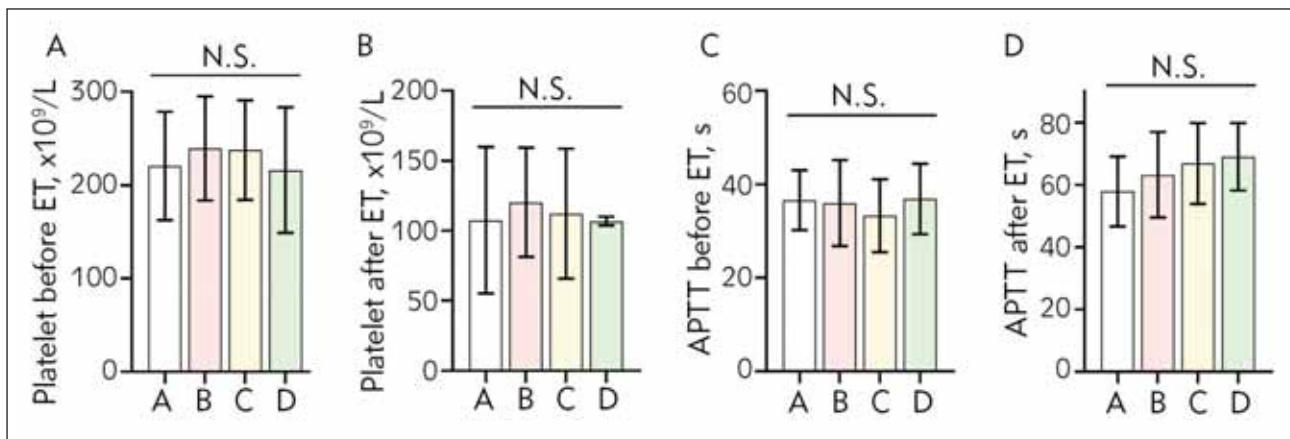 A
N.S.
Platelet before ET, x10⁹/L
300
200
100
0
A B C D
B
N.S.
Platelet after ET, x10⁹/L
200
150
100
50
0
A B C D
C
N.S.
APTT before ET, s
60
40
20
0
A B C D
D
N.S.
APTT after ET, s
80
60
40
20
0
A B C D